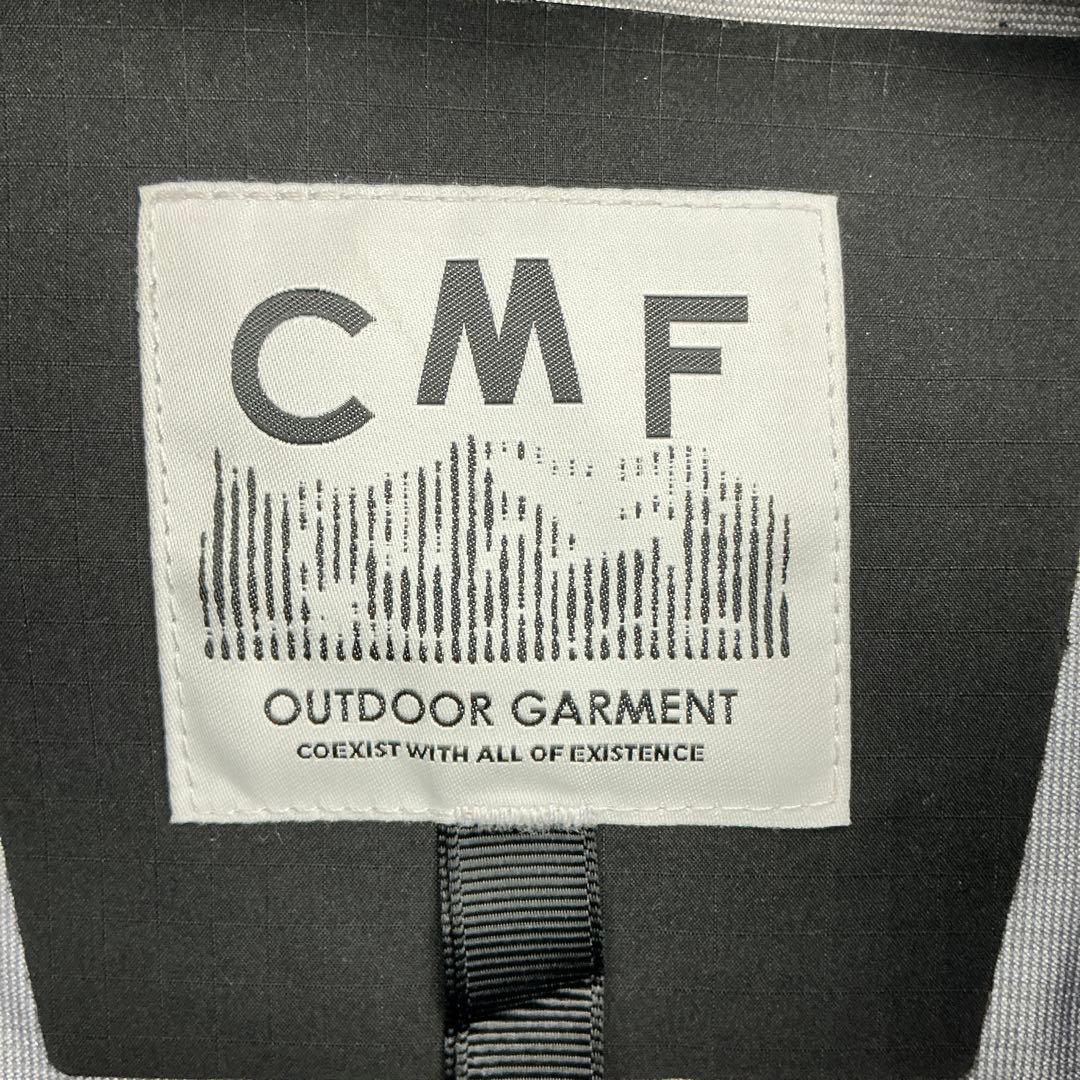 CMF
OUTDOOR GARMENT
COEXIST WITH ALL OF EXISTENCE